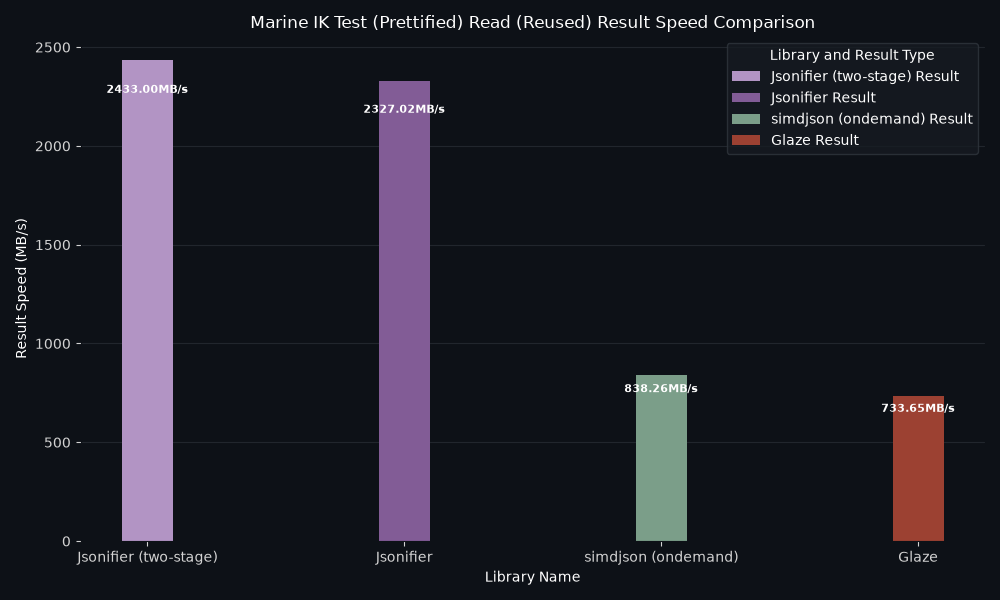 Marine IK Test (Prettified) Read (Reused) Result Speed Comparison
Library and Result Type
Jsonifier (two-stage) Result
Jsonifier Result
simdjson (ondemand) Result
Glaze Result
Result Speed (MB/s)
2500
2000
1500
1000
500
0
2433.00MB/s
2327.02MB/s
838.26MB/s
733.65MB/s
Jsonifier (two-stage)
Jsonifier
simdjson (ondemand)
Glaze
Library Name